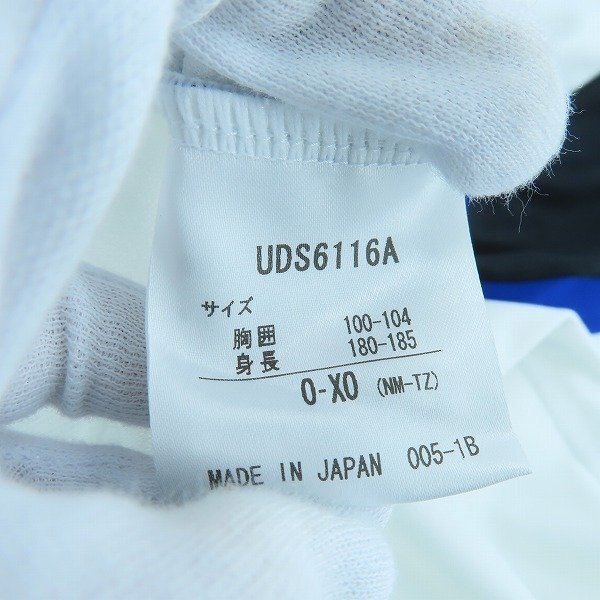 UDS6116A
サイズ
胸囲 100-104
身長 180-185
O-XO (NM-TZ)
MADE IN JAPAN 005-1B